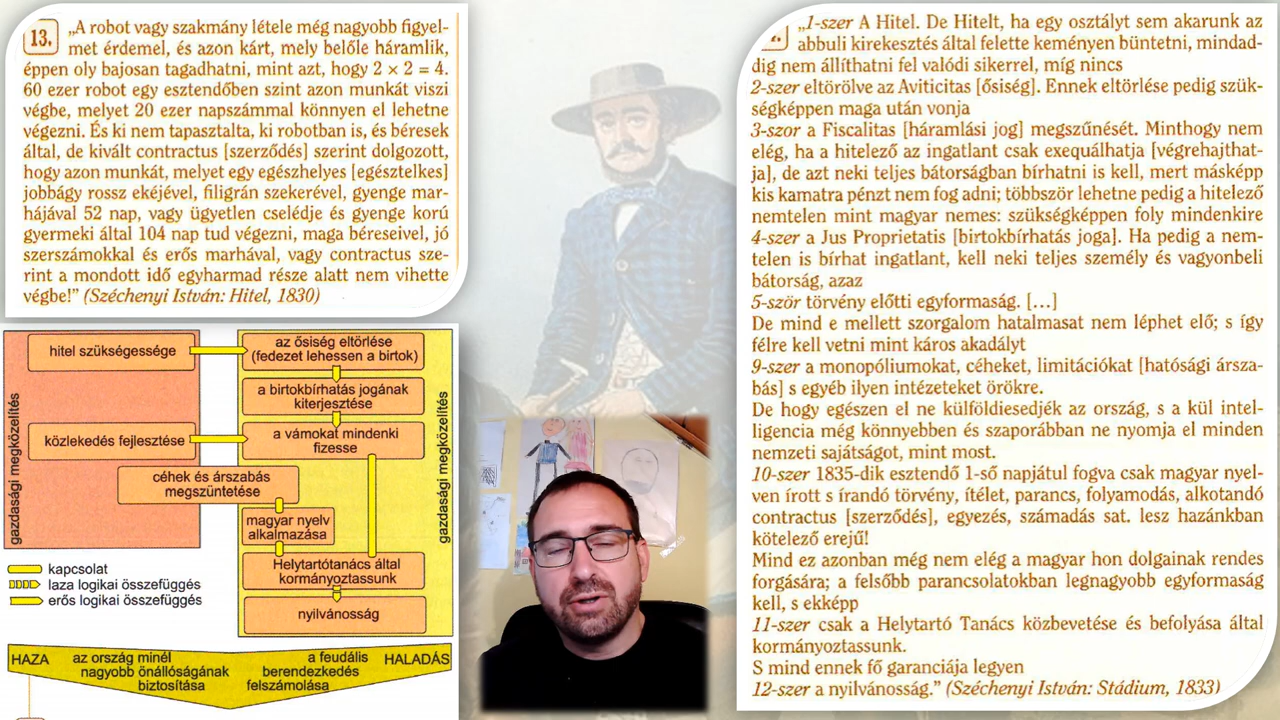 13.
„A robot vagy szakmány létele még nagyobb figyel-
met érdemel, és azon kárt, mely belőle háramlik,
éppen oly bajosan tagadhatni, mint azt, hogy 2 × 2 = 4.
60 ezer robot egy esztendőben szint azon munkát viszi
végbe, melyet 20 ezer napszámmal könnyen el lehetne
végezni. És ki nem tapasztalta, ki robotban is, és béresek
által, de kivált contractus [szerződés] szerint dolgozott,
hogy azon munkát, melyet egy egészhelyes [egésztelkes]
jobbágy rossz ekéjével, filigrán szekerével, gyenge mar-
hájával 52 nap, vagy ügyetlen cselédje és gyenge korú
gyermeki által 104 nap tud végezni, maga béreseivel, jó
szerszámokkal és erős marhával, vagy contractus sze-
rint a mondott idő egyharmad része alatt nem vihette
végbe!” (Széchenyi István: Hitel, 1830)
gazdasági megközelítés
hitel szükségessége
közlekedés fejlesztése
céhek és árszabás
megszüntetése
az ősiség eltörlése
(fedezet lehessen a birtok)
a birtokbírhatás jogának
kiterjesztése
a vámokat mindenki
fizesse
magyar nyelv
alkalmazása
Helytartótanács által
kormányoztassunk
nyilvánosság
gazdasági megközelítés
kapcsolat
laza logikai összefüggés
erős logikai összefüggés
HAZA
az ország minél
nagyobb önállóságának
biztosítása
a feudális
berendezkedés
felszámolása
HALADÁS
„1-szer A Hitel. De Hitelt, ha egy osztályt sem akarunk az
abbuli kirekesztés által felette keményen büntetni, mindad-
dig nem állíthatni fel valódi sikerrel, míg nincs
2-szer eltörölve az Aviticitas [ősiség]. Ennek eltörlése pedig szük-
ségképpen maga után vonja
3-szor a Fiscalitas [háramlási jog] megszűnését. Minthogy nem
elég, ha a hitelező az ingatlant csak exequálhatja [végrehajthat-
ja], de azt neki teljes bátorságban bírhatni is kell, mert másképp
kis kamatra pénzt nem fog adni; többször lehetne pedig a hitelező
nemtelen mint magyar nemes: szükségképpen foly mindenkire
4-szer a Jus Proprietatis [birtokbírhatás joga]. Ha pedig a nem-
telen is bírhat ingatlant, kell neki teljes személy és vagyonbeli
bátorság, azaz
5-ször törvény előtti egyformaság. [...]
De mind e mellett szorgalom hatalmasat nem léphet elő; s így
félre kell vetni mint káros akadályt
9-szer a monopóliumokat, céheket, limitációkat [hatósági ársza-
bás] s egyéb ilyen intézeteket örökre.
De hogy egészen el ne külföldiesedjék az ország, s a kül intel-
ligencia még könnyebben és szaporábban ne nyomja el minden
nemzeti sajátságot, mint most.
10-szer 1835-dik esztendő 1-ső napjátul fogva csak magyar nyel-
ven írott s írandó törvény, ítélet, parancs, folyamodás, alkotandó
contractus [szerződés], egyezés, számadás sat. lesz hazánkban
kötelező erejű!
Mind ez azonban még nem elég a magyar hon dolgainak rendes
forgására; a felsőbb parancsolatokban legnagyobb egyformaság
kell, s ekképp
11-szer csak a Helytartó Tanács közbevetése és befolyása által
kormányoztassunk.
S mind ennek fő garanciája legyen
12-szer a nyilvánosság.” (Széchenyi István: Stádium, 1833)